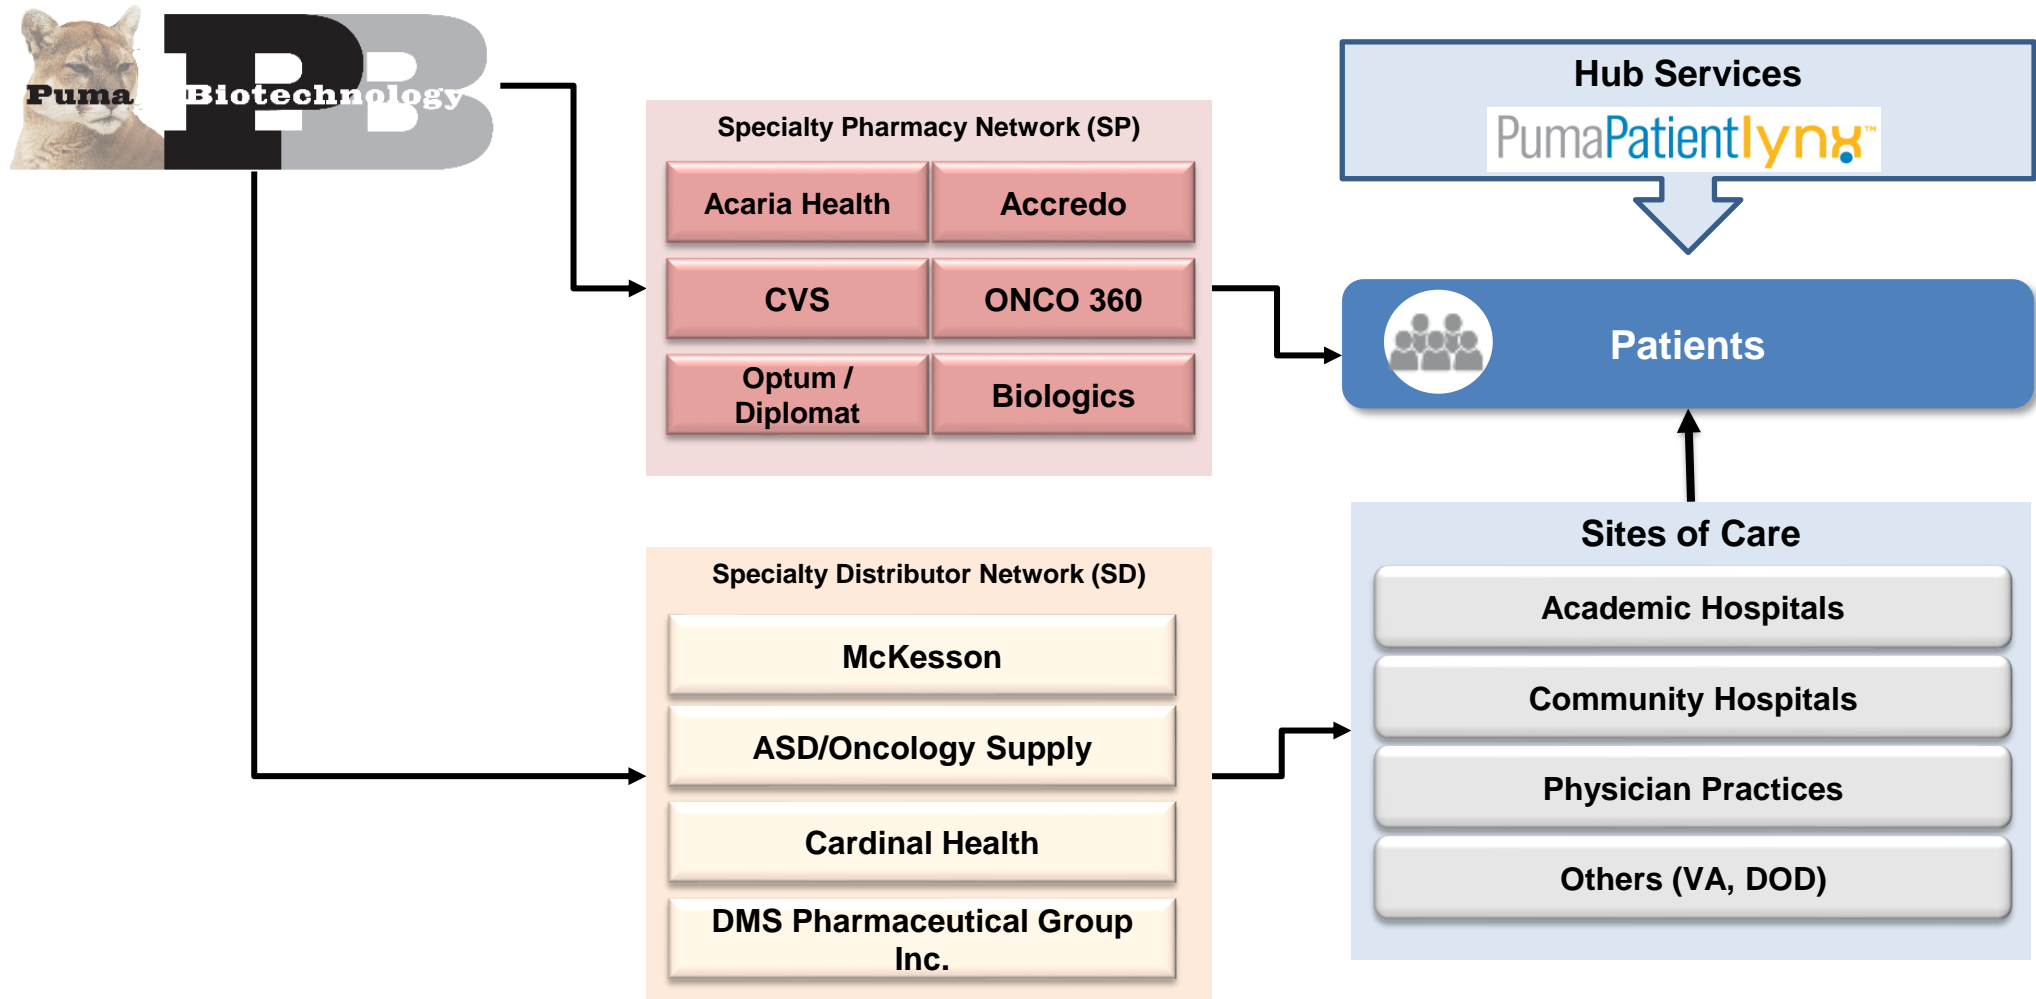 Puma Biotechnology
Specialty Pharmacy Network (SP)
Acaria Health
Accredo
CVS
ONCO 360
Optum /
Diplomat
Biologics
Specialty Distributor Network (SD)
McKesson
ASD/Oncology Supply
Cardinal Health
DMS Pharmaceutical Group
Inc.
Hub Services
PumaPatientlynx™
Patients
Sites of Care
Academic Hospitals
Community Hospitals
Physician Practices
Others (VA, DOD)